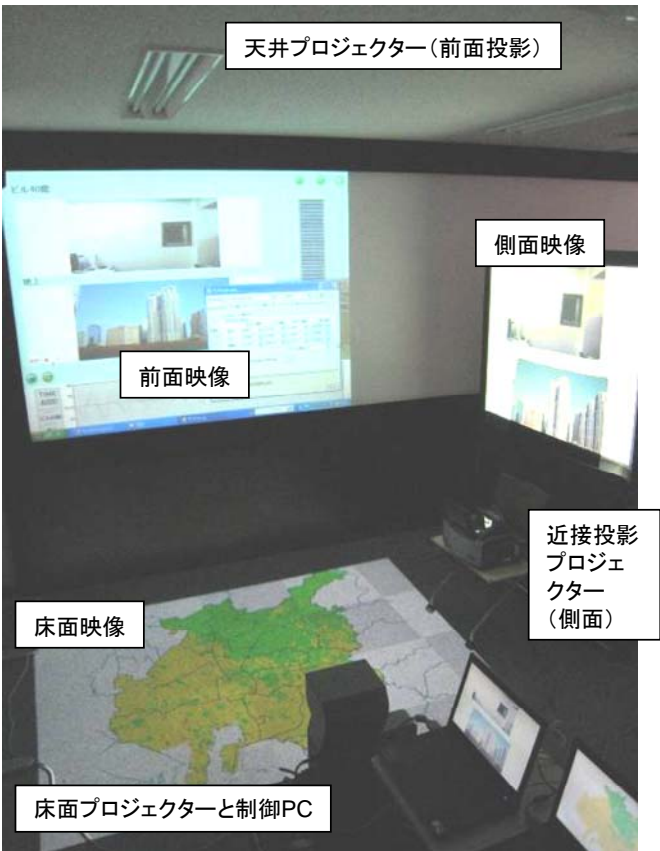 天井プロジェクター（前面投影）
ビル40階
側面映像
前面映像
近接投影
プロジェ
クター
（側面）
床面映像
床面プロジェクターと制御PC